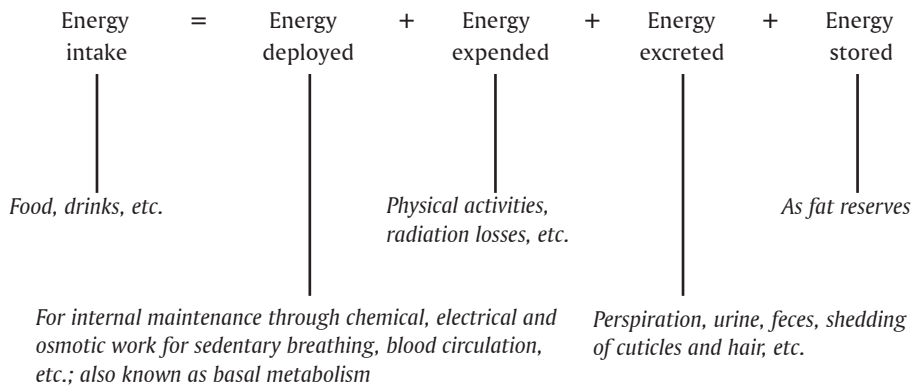 Energy = Energy + Energy + Energy + Energy
intake deployed expended excreted stored
Food, drinks, etc.
Physical activities,
radiation losses, etc.
As fat reserves
For internal maintenance through chemical, electrical and
osmotic work for sedentary breathing, blood circulation,
etc.; also known as basal metabolism
Perspiration, urine, feces, shedding
of cuticles and hair, etc.